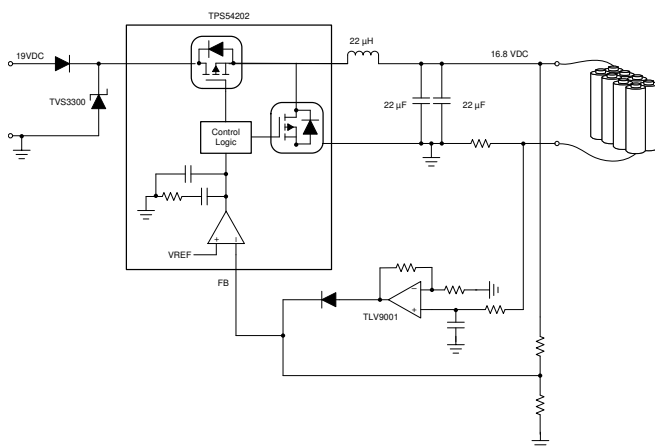 TPS54202
19VDC
TVS3300
22 µH
16.8 VDC
22 µF
22 µF
Control
Logic
+
−
VREF
FB
−
+
TLV9001